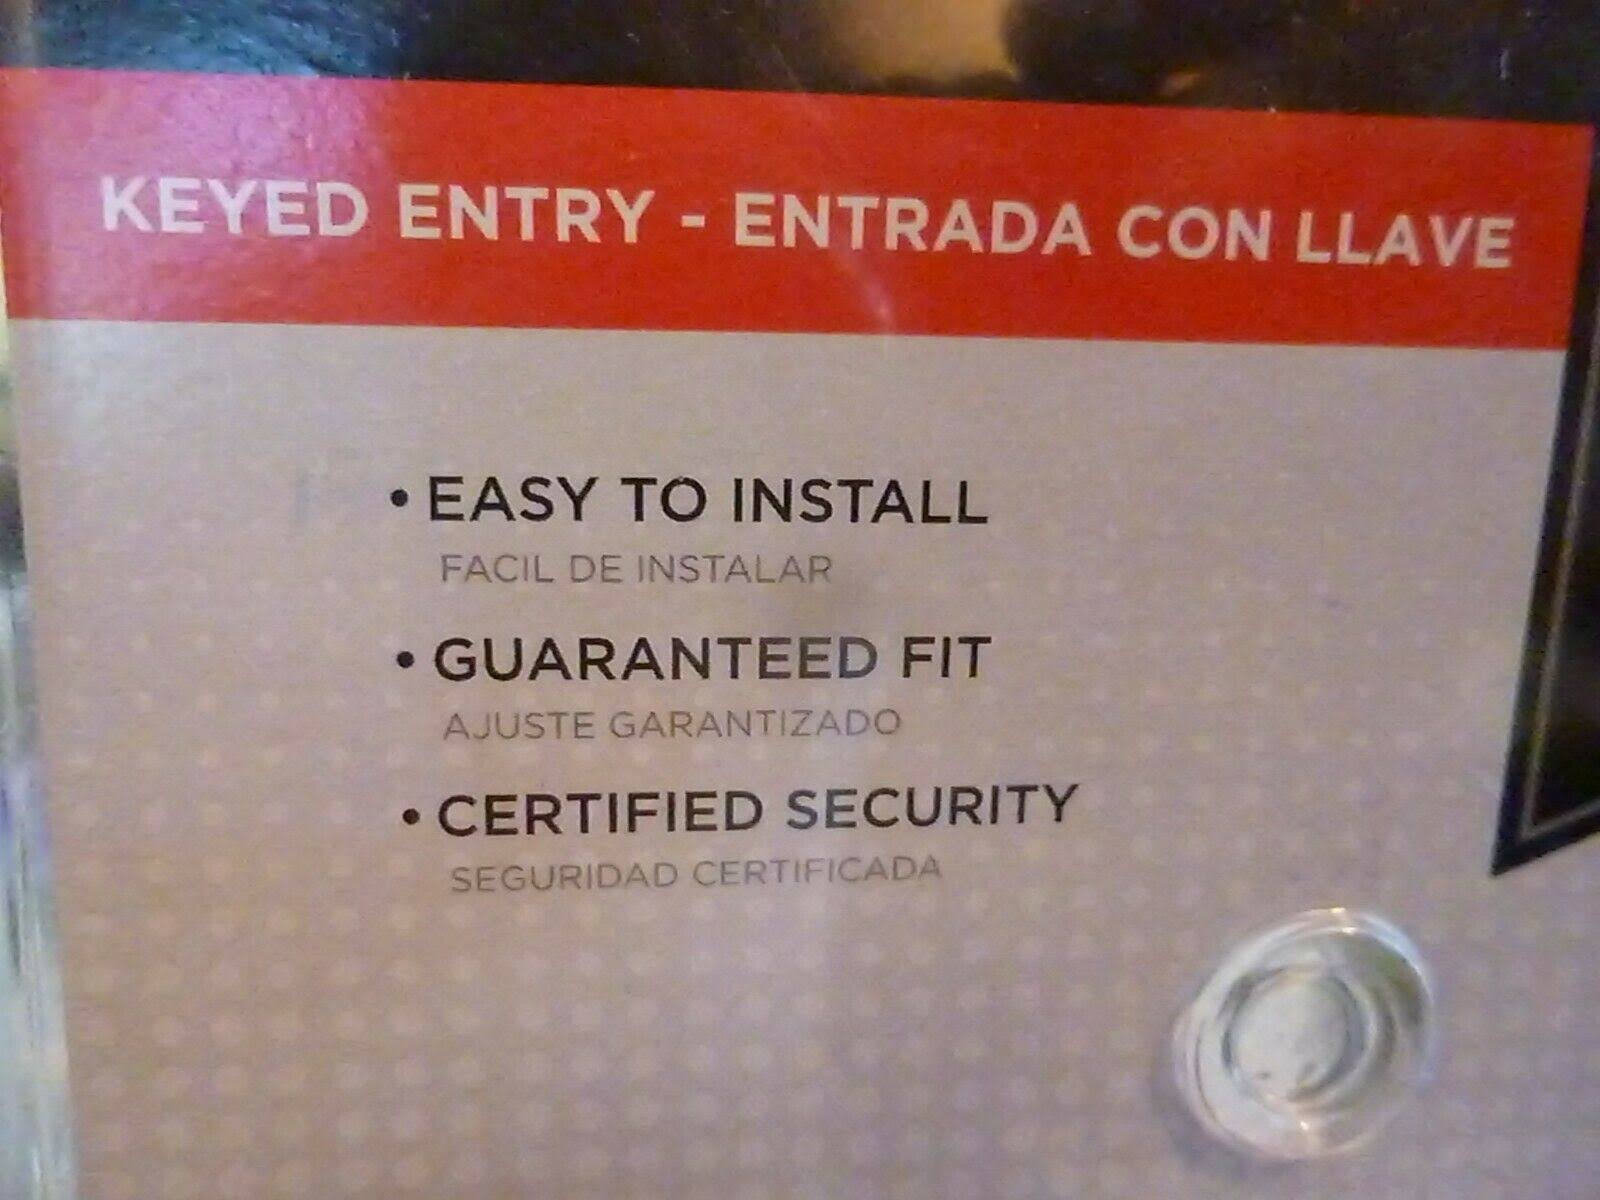 KEYED ENTRY - ENTRADA CON LLAVE
• EASY TO INSTALL
FACIL DE INSTALAR
• GUARANTEED FIT
AJUSTE GARANTIZADO
• CERTIFIED SECURITY
SEGURIDAD CERTIFICADA